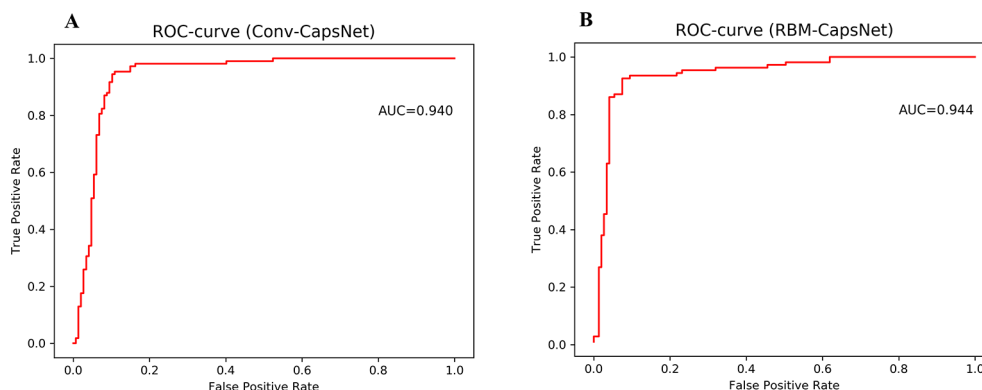 A
ROC-curve (Conv-CapsNet)
1.0
0.8
0.6
0.4
0.2
0.0
True Positive Rate
AUC=0.940
0.0 0.2 0.4 0.6 0.8 1.0
False Positive Rate
B
ROC-curve (RBM-CapsNet)
1.0
0.8
0.6
0.4
0.2
0.0
True Positive Rate
AUC=0.944
0.0 0.2 0.4 0.6 0.8 1.0
False Positive Rate